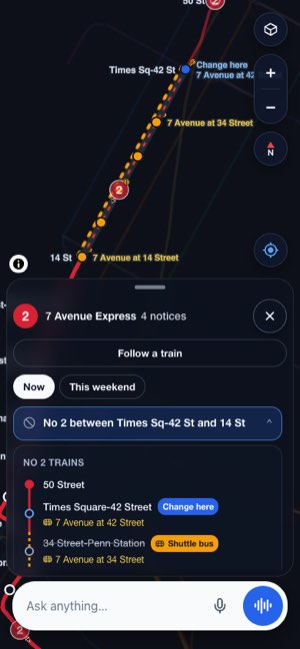 50 St
2
Times Sq-42 St
Change here
7 Avenue at 42
+
−
7 Avenue at 34 Street
N
2
14 St
7 Avenue at 14 Street
2
7 Avenue Express 4 notices
Follow a train
Now
This weekend
No 2 between Times Sq-42 St and 14 St
NO 2 TRAINS
50 Street
Times Square-42 Street Change here
7 Avenue at 42 Street
34 Street-Penn Station Shuttle bus
7 Avenue at 34 Street
Ask anything...
2